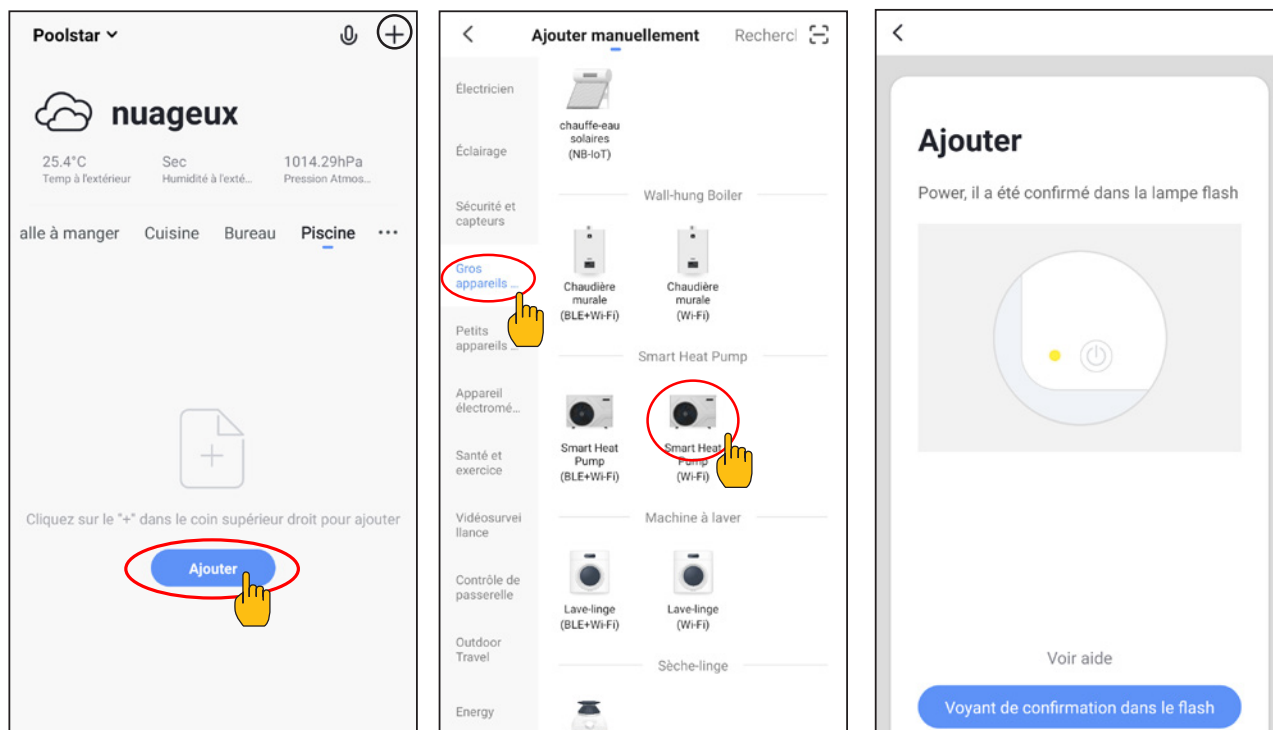 Poolstar
nuageux
25.4°C Sec 1014.29hPa
Temp à l'extérieur Humidité à l'exté... Pression Atmos...
alle à manger Cuisine Bureau Piscine ...
Cliquez sur le "+" dans le coin supérieur droit pour ajouter
Ajouter
Ajouter manuellement Rechercl
Électricien
Éclairage
Sécurité et
capteurs
Gros
appareils ...
Petits
appareils ...
Appareil
électromé...
Santé et
exercice
Vidéosurvei
llance
Contrôle de
passerelle
Outdoor
Travel
Energy
chauffe-eau
solaires
(NB-IoT)
Wall-hung Boiler
Chaudière
murale
(BLE+Wi-Fi)
Chaudière
murale
(Wi-Fi)
Smart Heat Pump
Smart Heat
Pump
(BLE+Wi-Fi)
Smart Heat
Pump
(Wi-Fi)
Machine à laver
Lave-linge
(BLE+Wi-Fi)
Lave-linge
(Wi-Fi)
Sèche-linge
Ajouter
Power, il a été confirmé dans la lampe flash
Voir aide
Voyant de confirmation dans le flash